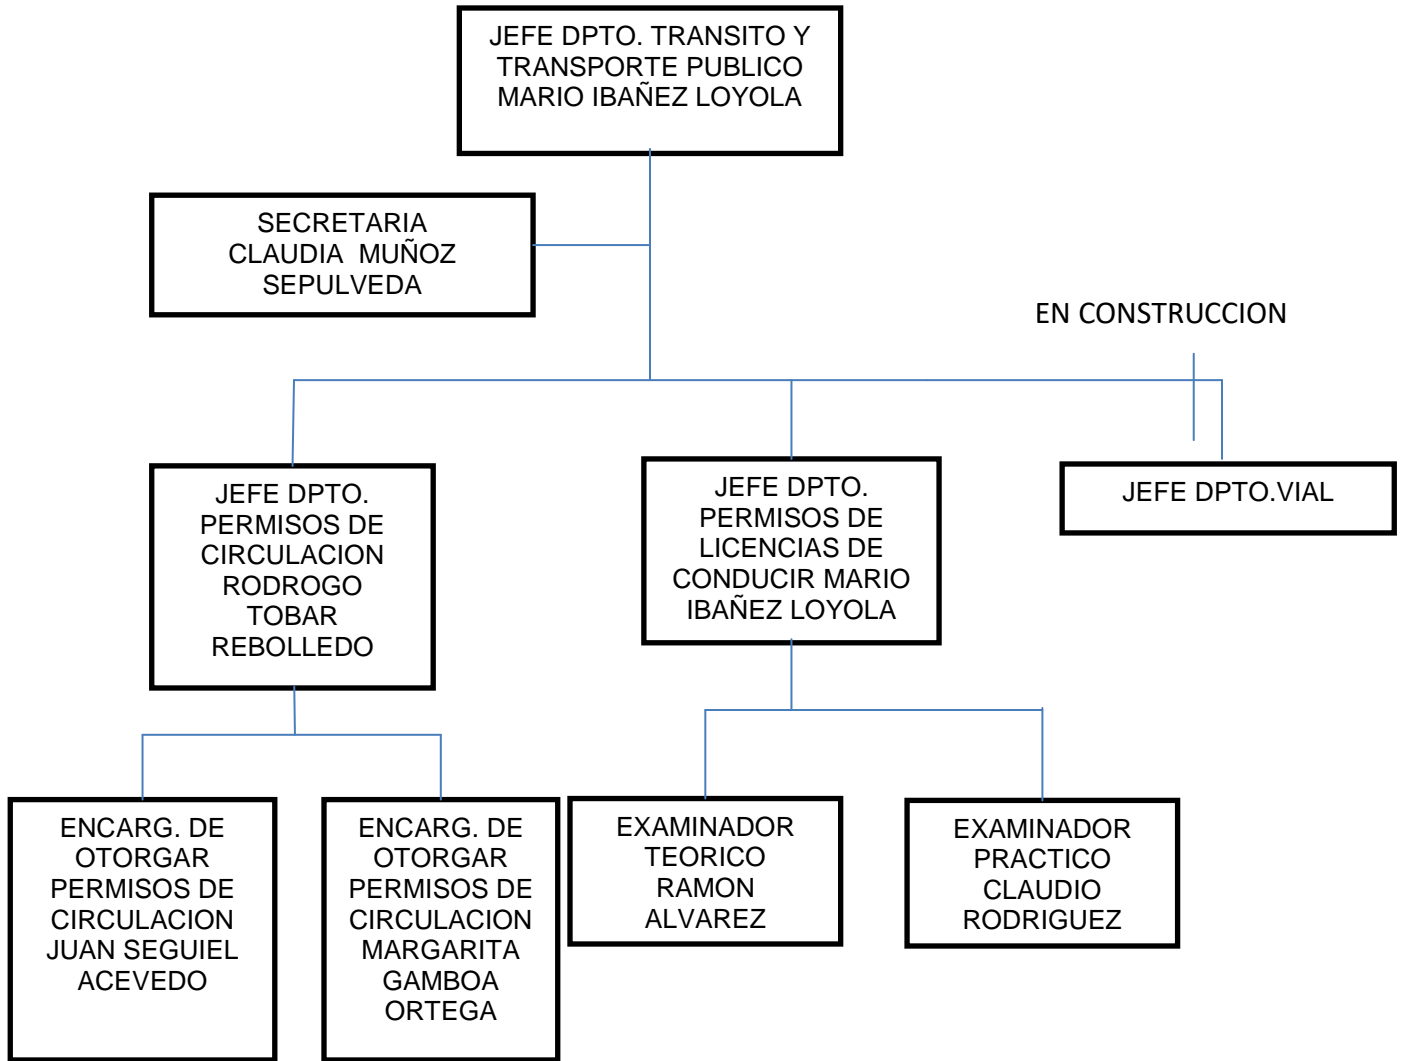 JEFE DPTO. TRANSITO Y
TRANSPORTE PUBLICO
MARIO IBAÑEZ LOYOLA
SECRETARIA
CLAUDIA MUÑOZ
SEPULVEDA
EN CONSTRUCCION
JEFE DPTO.
PERMISOS DE
CIRCULACION
RODROGO
TOBAR
REBOLLEDO
JEFE DPTO.
PERMISOS DE
LICENCIAS DE
CONDUCIR MARIO
IBAÑEZ LOYOLA
JEFE DPTO.VIAL
ENCARG. DE
OTORGAR
PERMISOS DE
CIRCULACION
JUAN SEGUIEL
ACEVEDO
ENCARG. DE
OTORGAR
PERMISOS DE
CIRCULACION
MARGARITA
GAMBOA
ORTEGA
EXAMINADOR
TEORICO
RAMON
ALVAREZ
EXAMINADOR
PRACTICO
CLAUDIO
RODRIGUEZ